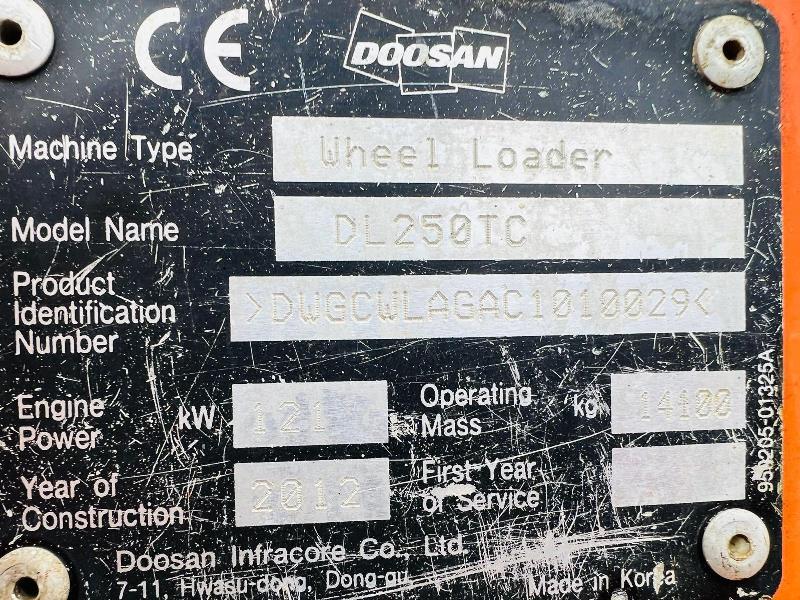 CE DOOSAN
Machine Type Wheel Loader
Model Name DL250TC
Product
Identification
Number >DWGCWLAGAC1010029<
Engine
Power kW 121 Operating
Mass kg 14100
Year of
Construction 2012 First Year
of Service
Doosan Infracore Co., Ltd.
7-11, Hwasu-dong, Dong-gu, Made in Korea